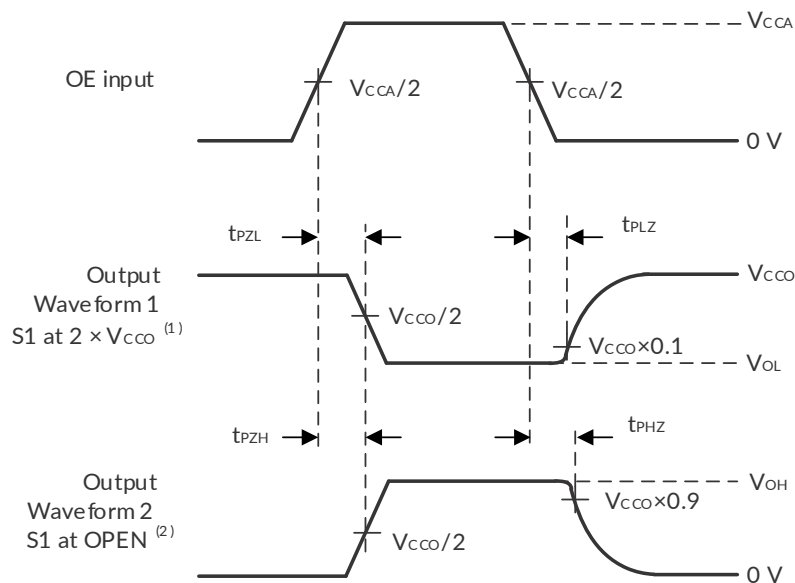 VCCA
OE input
VCCA/2
VCCA/2
0 V
tPZL
tPLZ
Output
Waveform 1
S1 at 2 × VCCO (1)
VCCO
VCCO/2
VCCO×0.1
VOL
tPZH
tPHZ
Output
Waveform 2
S1 at OPEN (2)
VOH
VCCO×0.9
VCCO/2
0 V